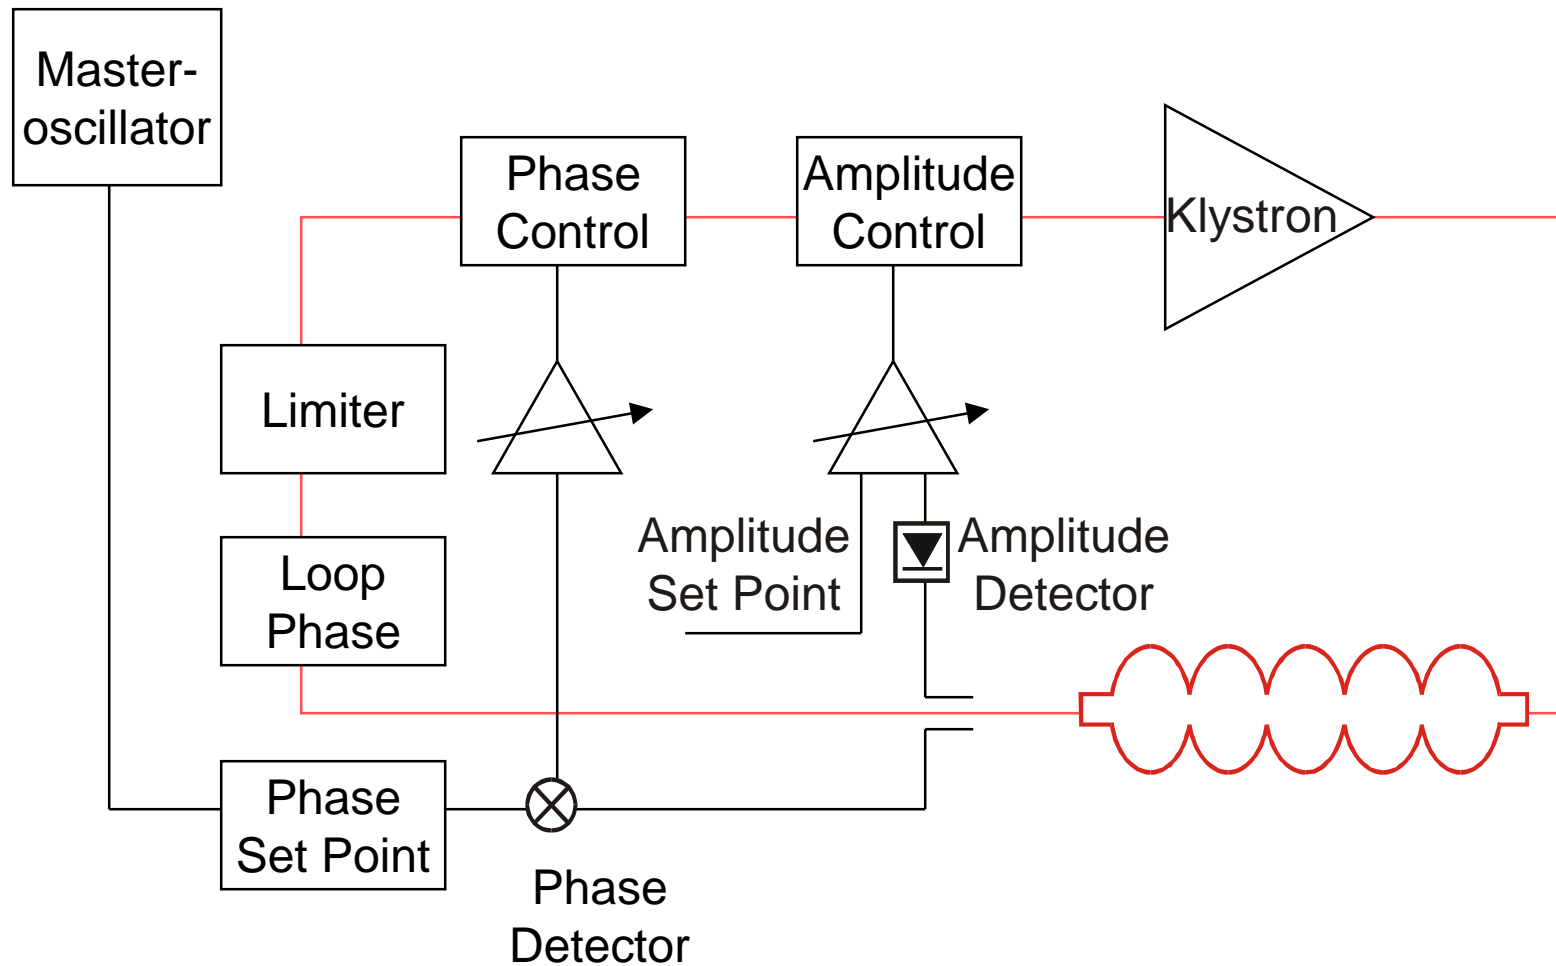 Master-
oscillator
Phase
Control
Amplitude
Control
Klystron
Limiter
Amplitude
Set Point
Amplitude
Detector
Loop
Phase
Phase
Set Point
Phase
Detector